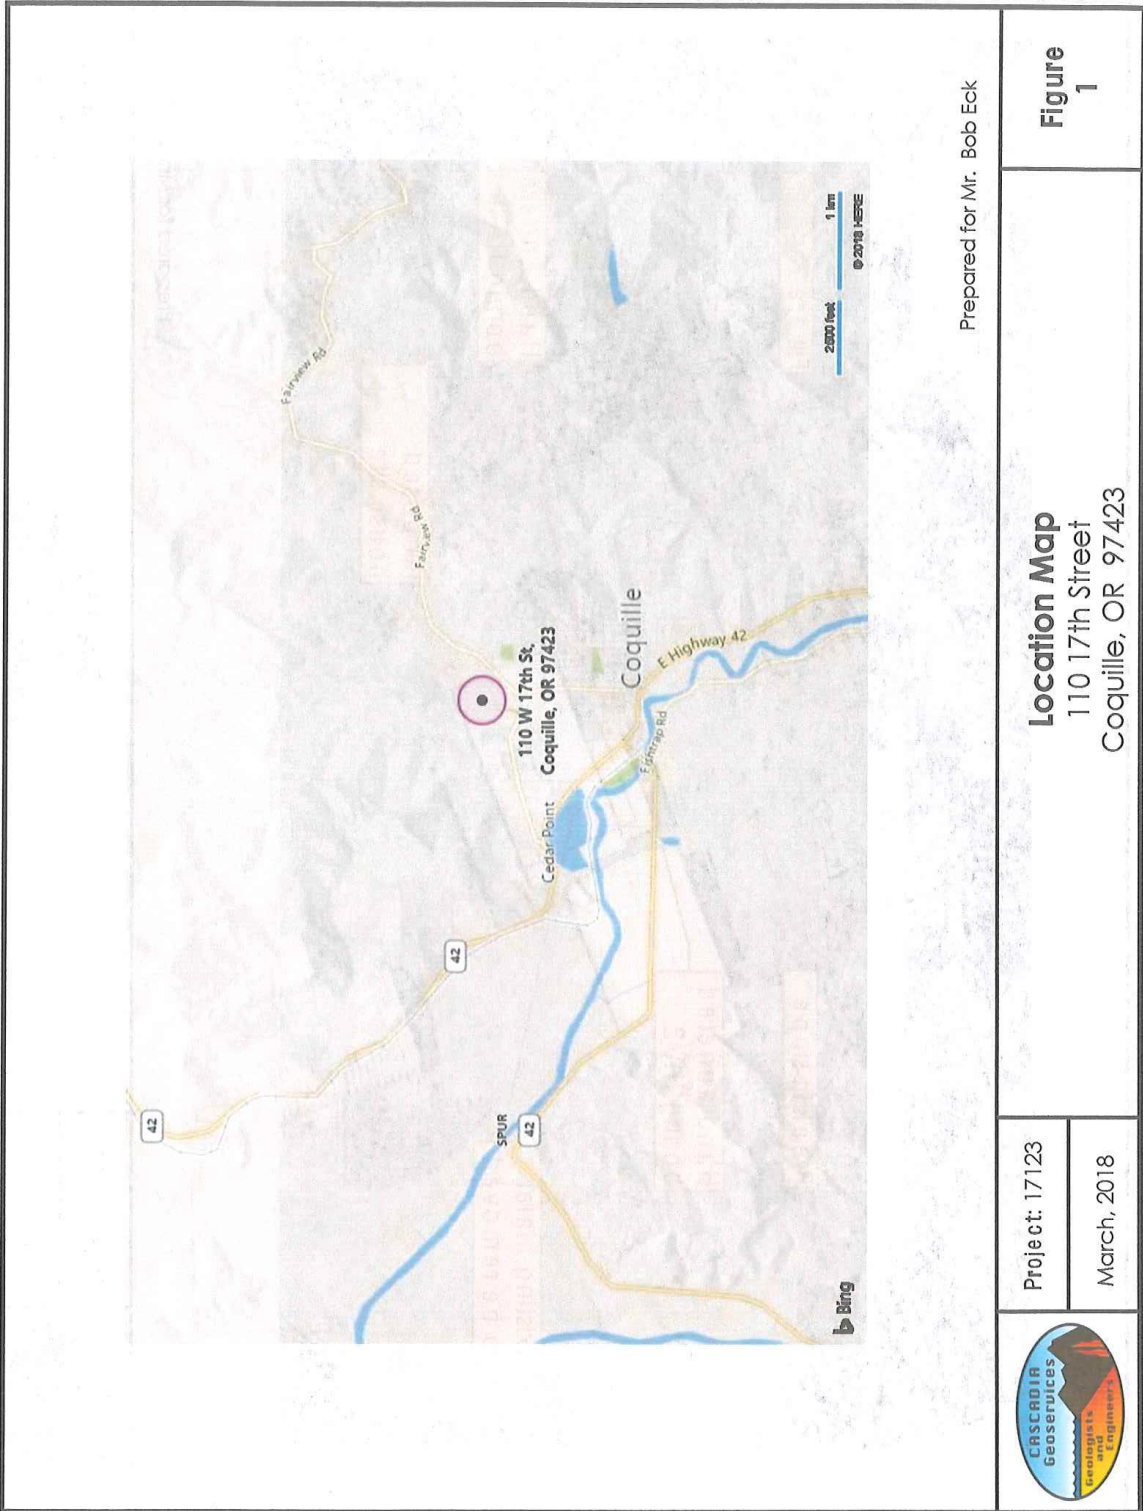 42
Fairview Rd
42
Fairview Rd
110 W 17th St,
Coquille, OR 97423
SPUR
42
Cedar Point
Coquille
E Highway 42
Fishtrap Rd
b Bing
2500 feet 1 km
© 2018 HERE
Prepared for Mr. Bob Eck
CASCADIA
Geoservices
Geologists
and
Engineers
Project: 17123
March, 2018
Location Map
110 17th Street
Coquille, OR 97423
Figure
1